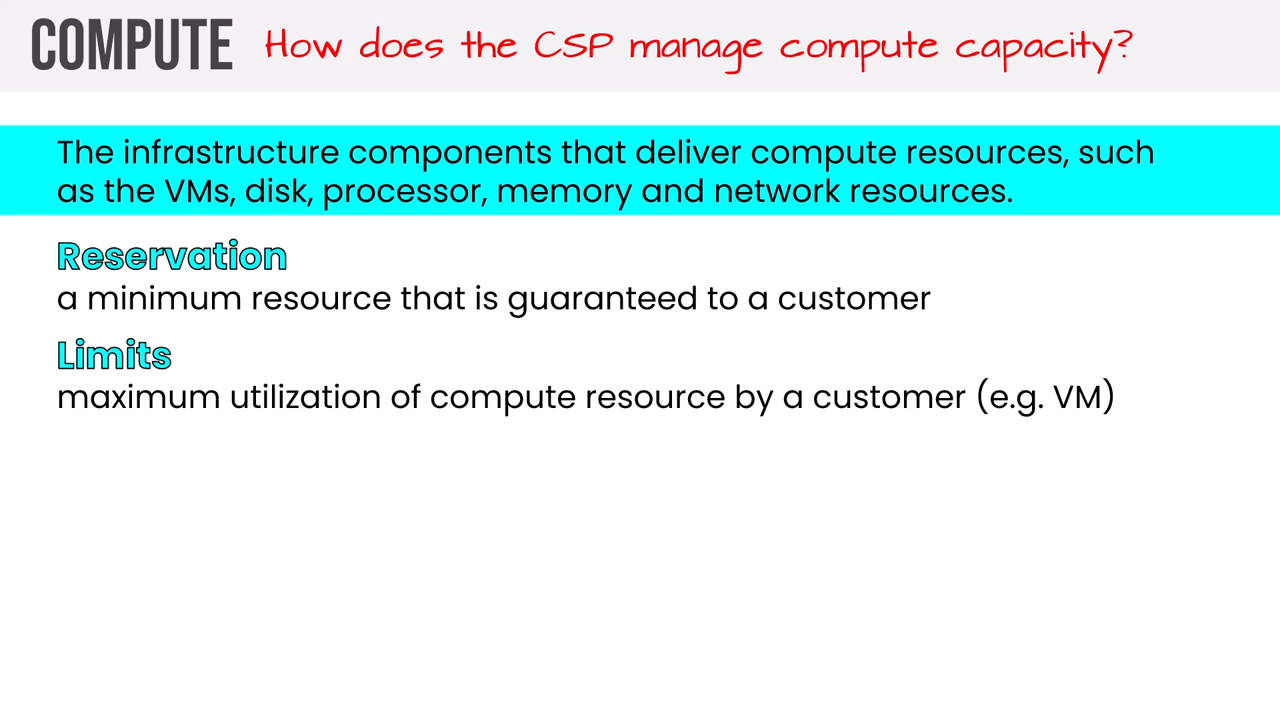 COMPUTE How does the CSP manage compute capacity?
The infrastructure components that deliver compute resources, such
as the VMs, disk, processor, memory and network resources.
Reservation
a minimum resource that is guaranteed to a customer
Limits
maximum utilization of compute resource by a customer (e.g. VM)